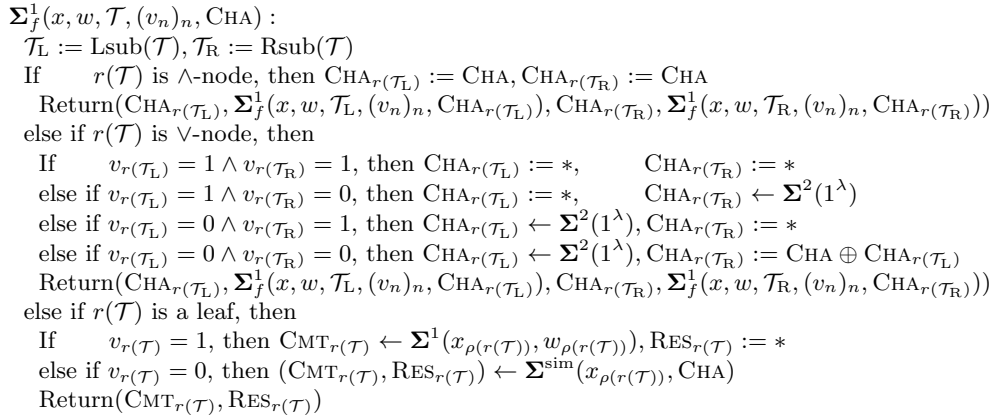 𝚺¹_f(x, w, 𝒯, (v_n)_n, CHA) :
𝒯_L := Lsub(𝒯), 𝒯_R := Rsub(𝒯)
If r(𝒯) is ∧-node, then CHA_{r(𝒯_L)} := CHA, CHA_{r(𝒯_R)} := CHA
Return(CHA_{r(𝒯_L)}, 𝚺¹_f(x, w, 𝒯_L, (v_n)_n, CHA_{r(𝒯_L)}), CHA_{r(𝒯_R)}, 𝚺¹_f(x, w, 𝒯_R, (v_n)_n, CHA_{r(𝒯_R)}))
else if r(𝒯) is ∨-node, then
If v_{r(𝒯_L)} = 1 ∧ v_{r(𝒯_R)} = 1, then CHA_{r(𝒯_L)} := ∗, CHA_{r(𝒯_R)} := ∗
else if v_{r(𝒯_L)} = 1 ∧ v_{r(𝒯_R)} = 0, then CHA_{r(𝒯_L)} := ∗, CHA_{r(𝒯_R)} ← 𝚺²(1^λ)
else if v_{r(𝒯_L)} = 0 ∧ v_{r(𝒯_R)} = 1, then CHA_{r(𝒯_L)} ← 𝚺²(1^λ), CHA_{r(𝒯_R)} := ∗
else if v_{r(𝒯_L)} = 0 ∧ v_{r(𝒯_R)} = 0, then CHA_{r(𝒯_L)} ← 𝚺²(1^λ), CHA_{r(𝒯_R)} := CHA ⊕ CHA_{r(𝒯_L)}
Return(CHA_{r(𝒯_L)}, 𝚺¹_f(x, w, 𝒯_L, (v_n)_n, CHA_{r(𝒯_L)}), CHA_{r(𝒯_R)}, 𝚺¹_f(x, w, 𝒯_R, (v_n)_n, CHA_{r(𝒯_R)}))
else if r(𝒯) is a leaf, then
If v_{r(𝒯)} = 1, then CMT_{r(𝒯)} ← 𝚺¹(x_{ρ(r(𝒯))}, w_{ρ(r(𝒯))}), RES_{r(𝒯)} := ∗
else if v_{r(𝒯)} = 0, then (CMT_{r(𝒯)}, RES_{r(𝒯)}) ← 𝚺^{sim}(x_{ρ(r(𝒯))}, CHA)
Return(CMT_{r(𝒯)}, RES_{r(𝒯)})